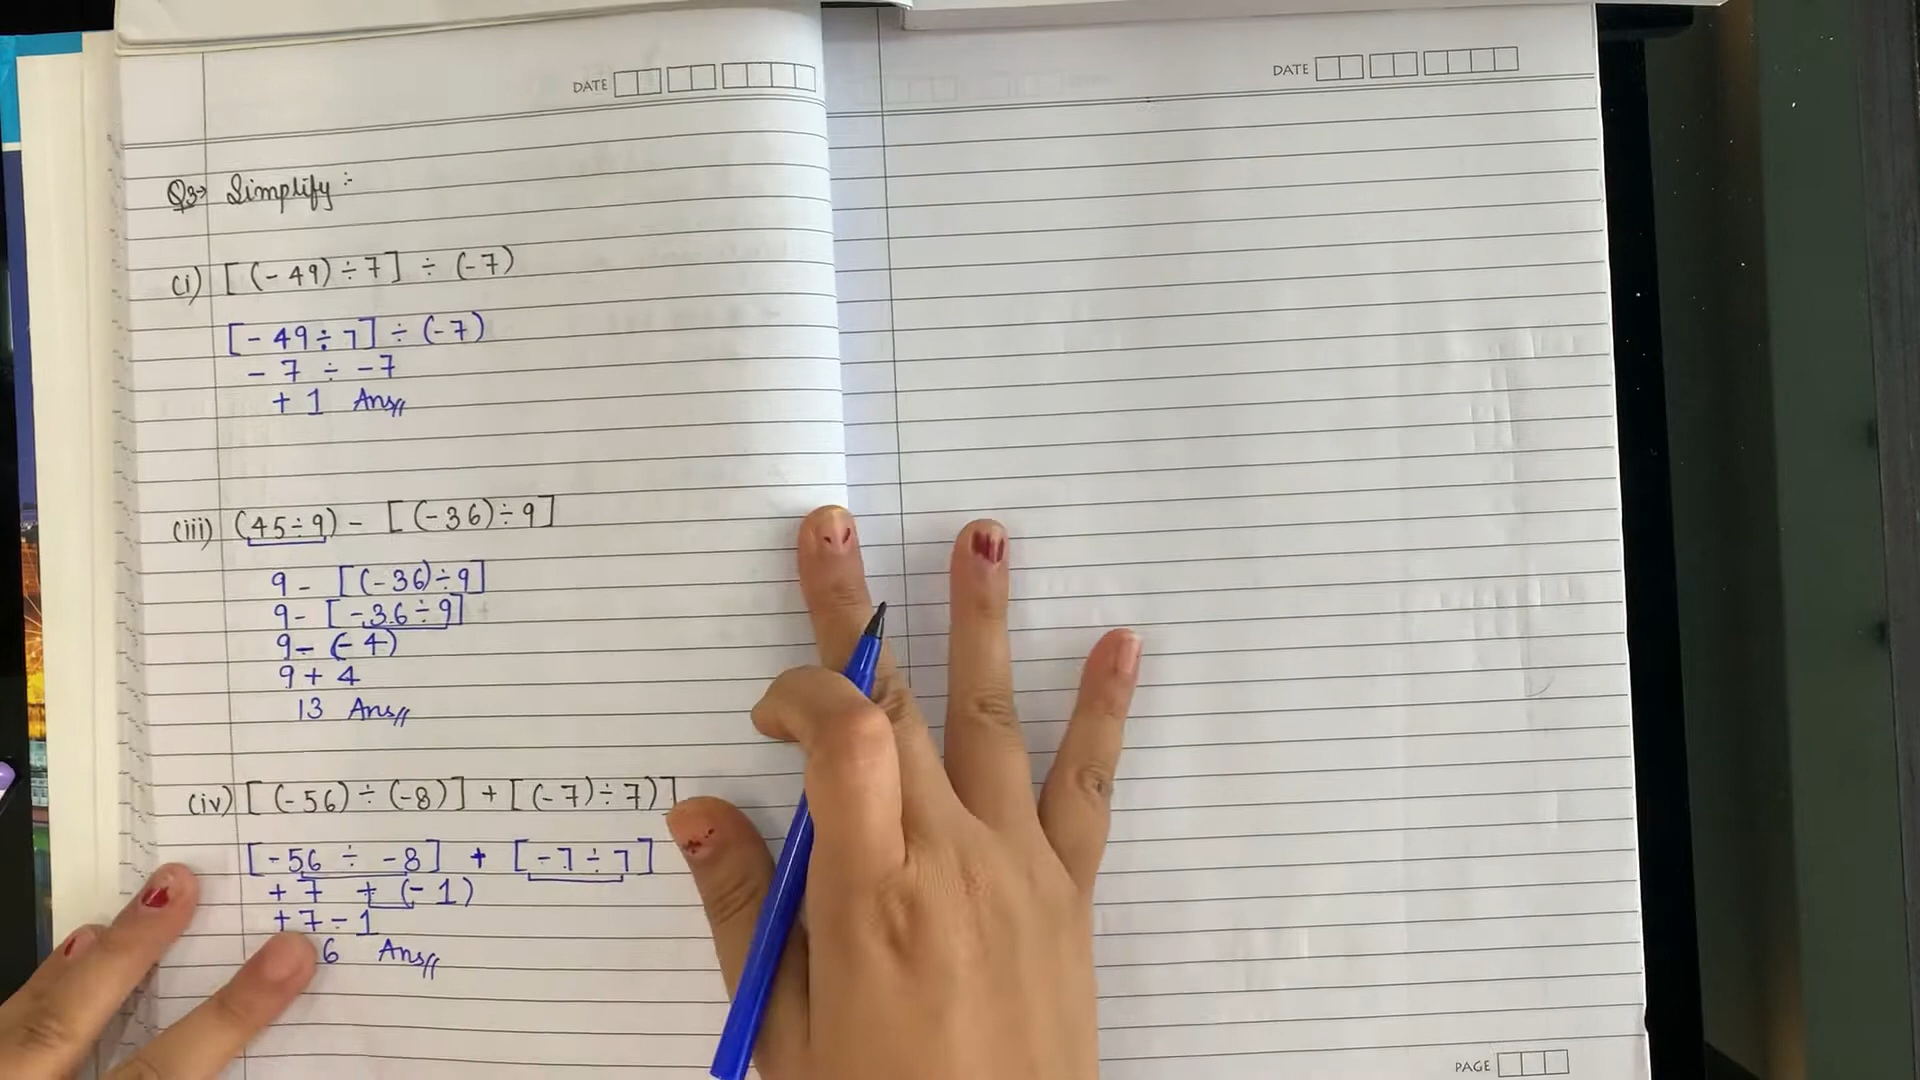 DATE
DATE
Q3→ Simplify :-
(i) [(-49) ÷ 7] ÷ (-7)
[-49 ÷ 7] ÷ (-7)
- 7 ÷ -7
+ 1 Ans//
(iii) (45 ÷ 9) - [(-36) ÷ 9]
9 - [(-36) ÷ 9]
9 - [-36 ÷ 9]
9 - (-4)
9 + 4
13 Ans//
(iv) [(-56) ÷ (-8)] + [(-7) ÷ 7)]
[-56 ÷ -8] + [-7 ÷ 7]
+ 7 + (-1)
+ 7 - 1
6 Ans//
PAGE